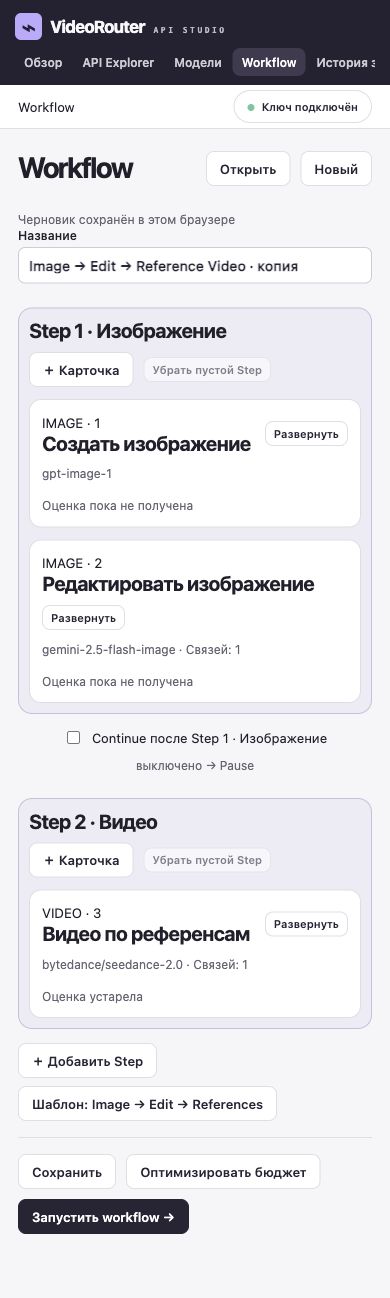 VideoRouter API STUDIO
Обзор API Explorer Модели Workflow История з
Workflow Ключ подключён
Workflow Открыть Новый
Черновик сохранён в этом браузере
Название
Image → Edit → Reference Video · копия
Step 1 · Изображение
+ Карточка Убрать пустой Step
IMAGE · 1
Создать изображение Развернуть
gpt-image-1
Оценка пока не получена
IMAGE · 2
Редактировать изображение
Развернуть
gemini-2.5-flash-image · Связей: 1
Оценка пока не получена
Continue после Step 1 · Изображение
выключено → Pause
Step 2 · Видео
+ Карточка Убрать пустой Step
VIDEO · 3
Видео по референсам Развернуть
bytedance/seedance-2.0 · Связей: 1
Оценка устарела
+ Добавить Step
Шаблон: Image → Edit → References
Сохранить Оптимизировать бюджет
Запустить workflow →